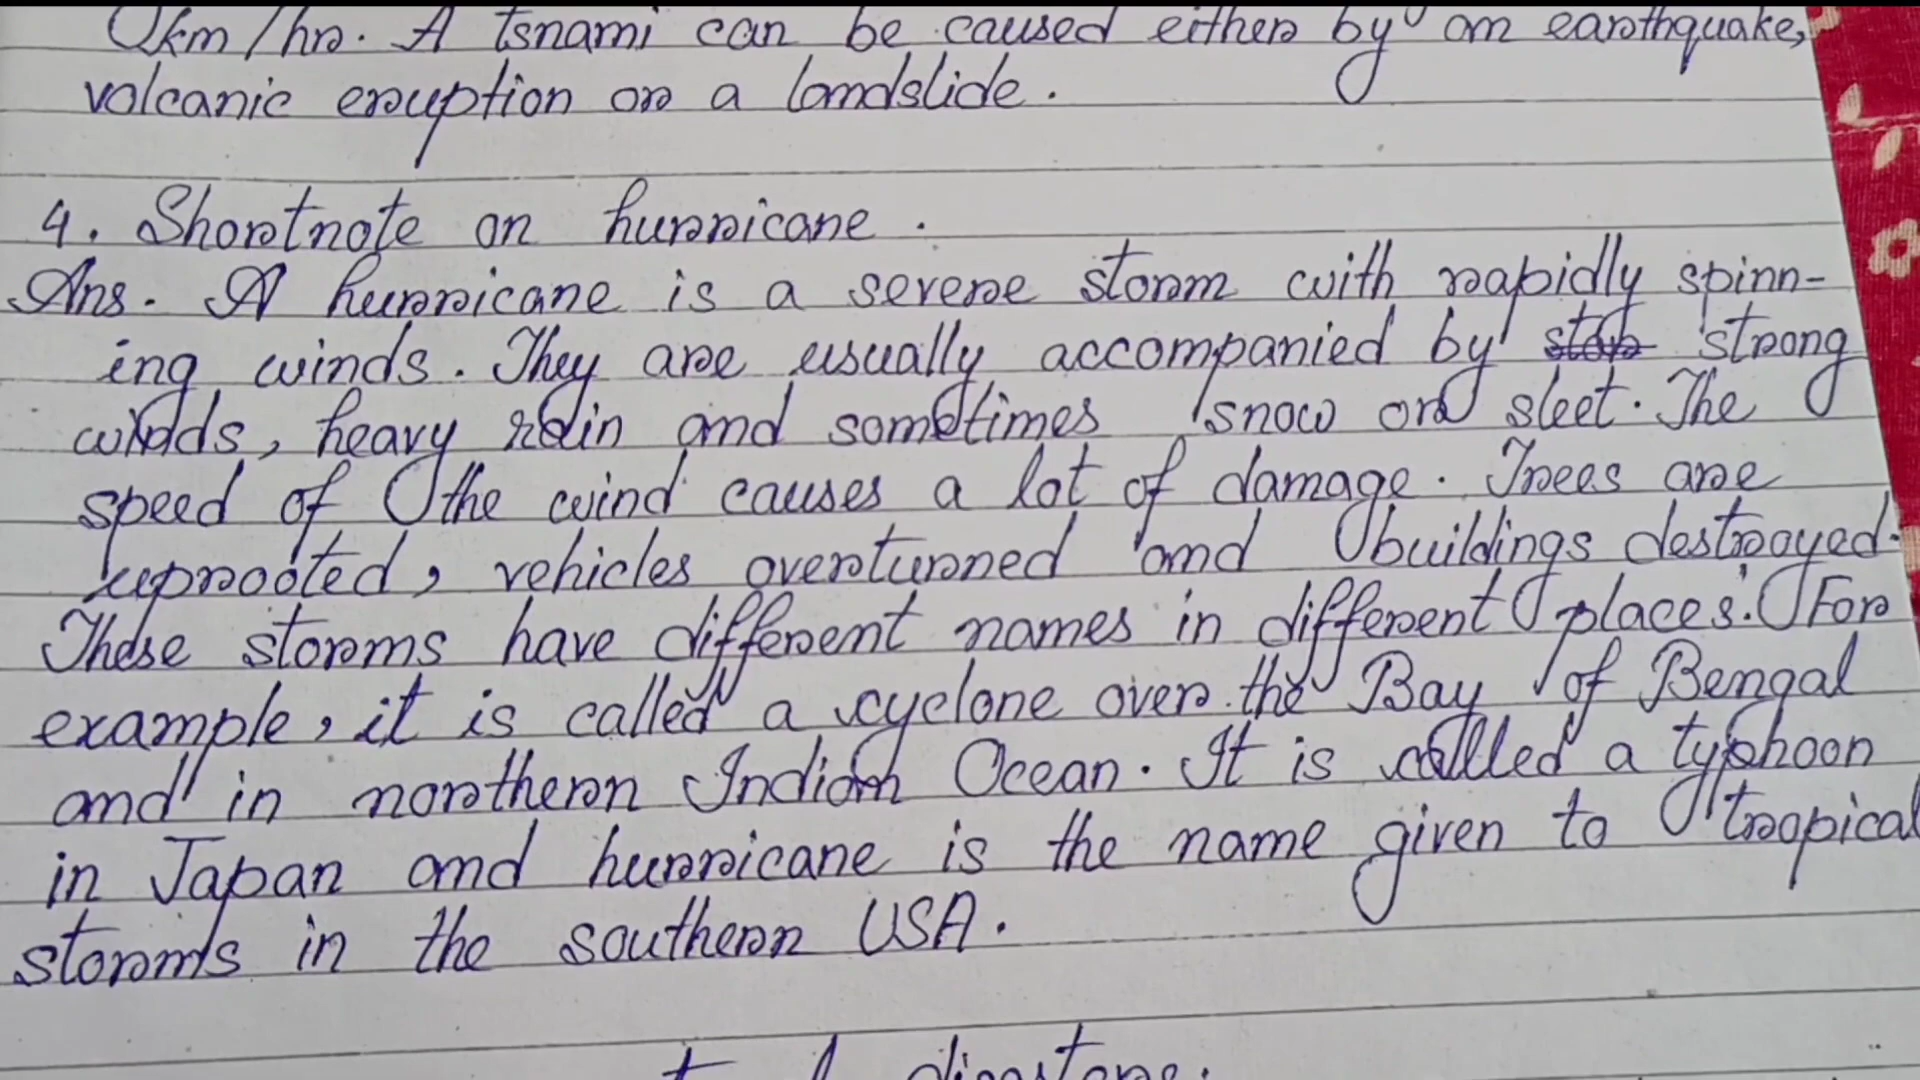 km/hr. A tsnami can be caused either by an earthquake,
volcanic eruption or a landslide.
4. Shortnote on hurricane.
Ans. A hurricane is a severe storm with rapidly spinn-
ing winds. They are usually accompanied by strong
winds, heavy rain and sometimes snow or sleet. The
speed of the wind causes a lot of damage. Trees are
uprooted, vehicles overturned and buildings destroyed.
These storms have different names in different places. For
example, it is called a cyclone over the Bay of Bengal
and in northern Indian Ocean. It is called a typhoon
in Japan and hurricane is the name given to tropical
storms in the southern USA.